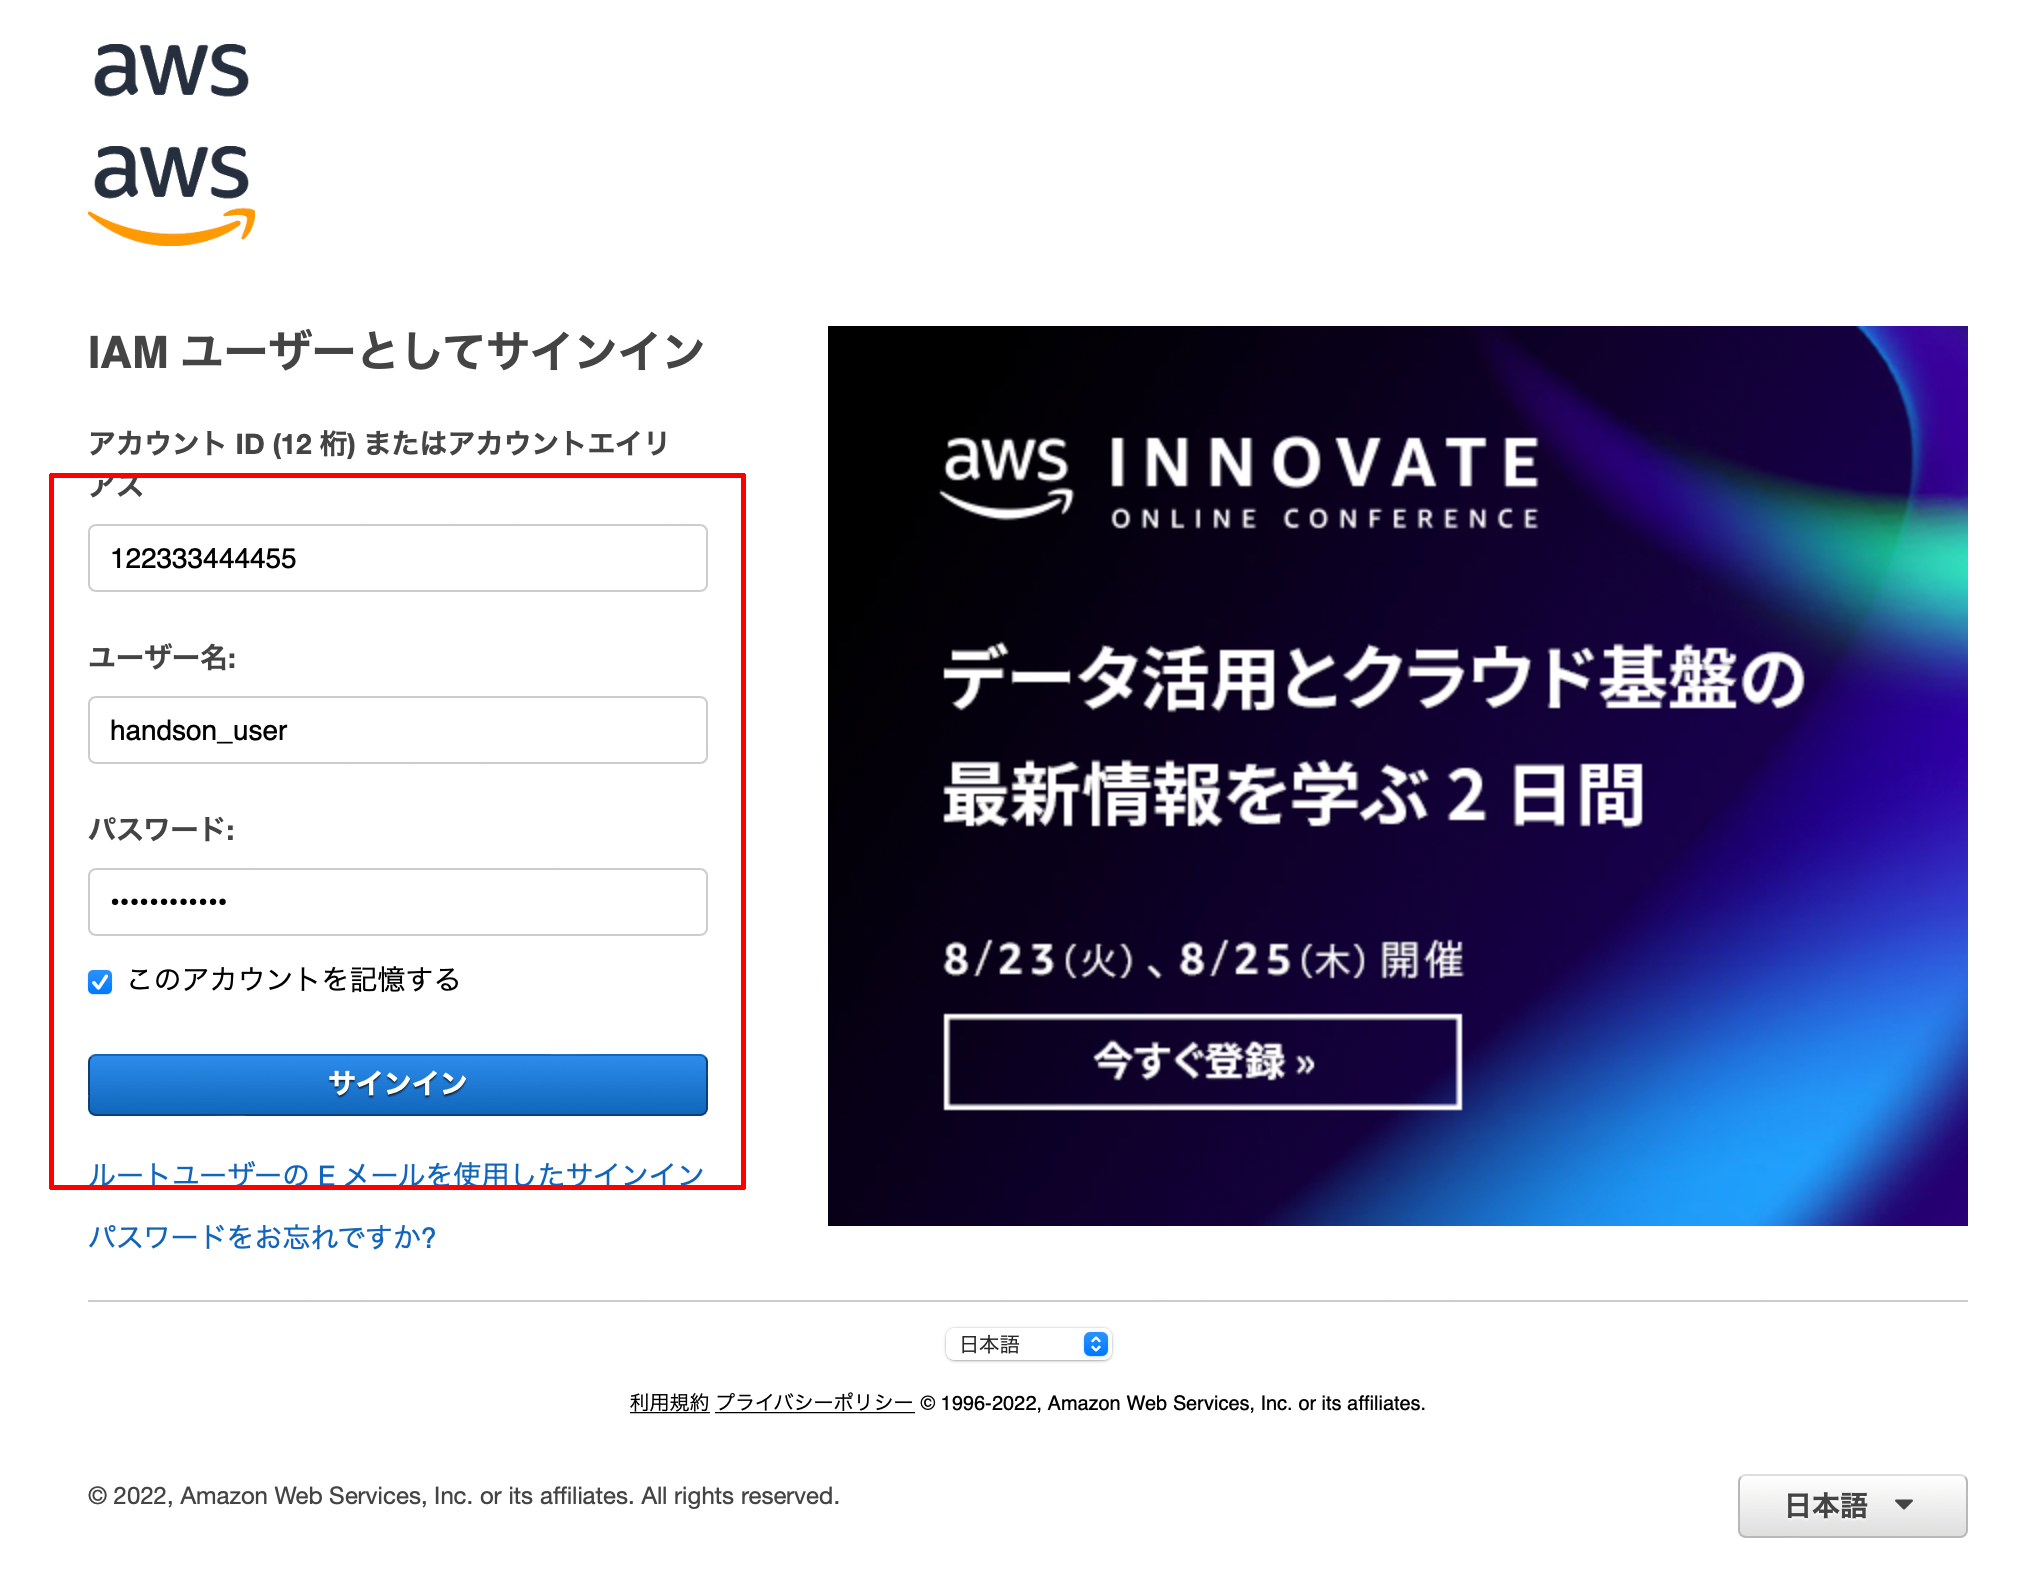 aws
aws
IAM ユーザーとしてサインイン
アカウント ID (12 桁) またはアカウントエイリ
アス
122333444455
ユーザー名:
handson_user
パスワード:
••••••••••••
このアカウントを記憶する
サインイン
ルートユーザーの E メールを使用したサインイン
パスワードをお忘れですか?
aws INNOVATE
ONLINE CONFERENCE
データ活用とクラウド基盤の
最新情報を学ぶ 2 日間
8/23(火)、8/25(木) 開催
今すぐ登録 »
日本語
利用規約 プライバシーポリシー © 1996-2022, Amazon Web Services, Inc. or its affiliates.
© 2022, Amazon Web Services, Inc. or its affiliates. All rights reserved.
日本語